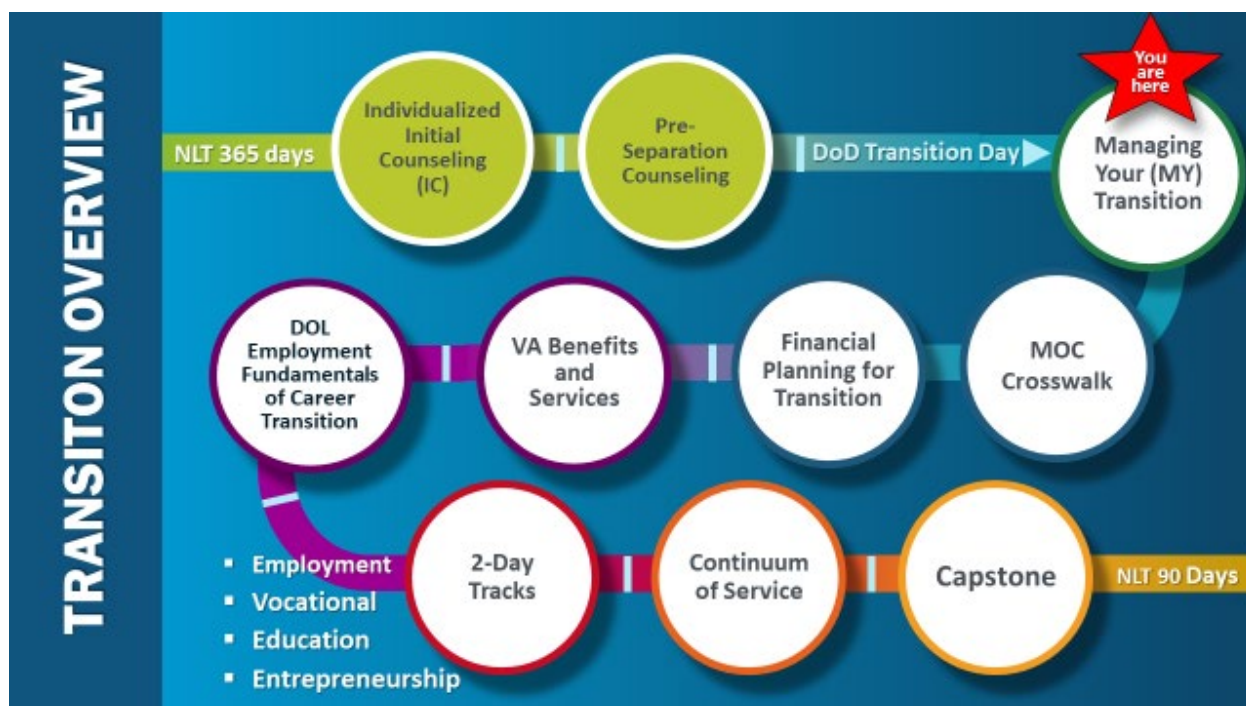 TRANSITON OVERVIEW
NLT 365 days
Individualized
Initial
Counseling
(IC)
Pre-
Separation
Counseling
DoD Transition Day
You
are
here
Managing
Your (MY)
Transition
DOL
Employment
Fundamentals
of Career
Transition
VA Benefits
and
Services
Financial
Planning for
Transition
MOC
Crosswalk
▪ Employment
▪ Vocational
▪ Education
▪ Entrepreneurship
2-Day
Tracks
Continuum
of Service
Capstone
NLT 90 Days